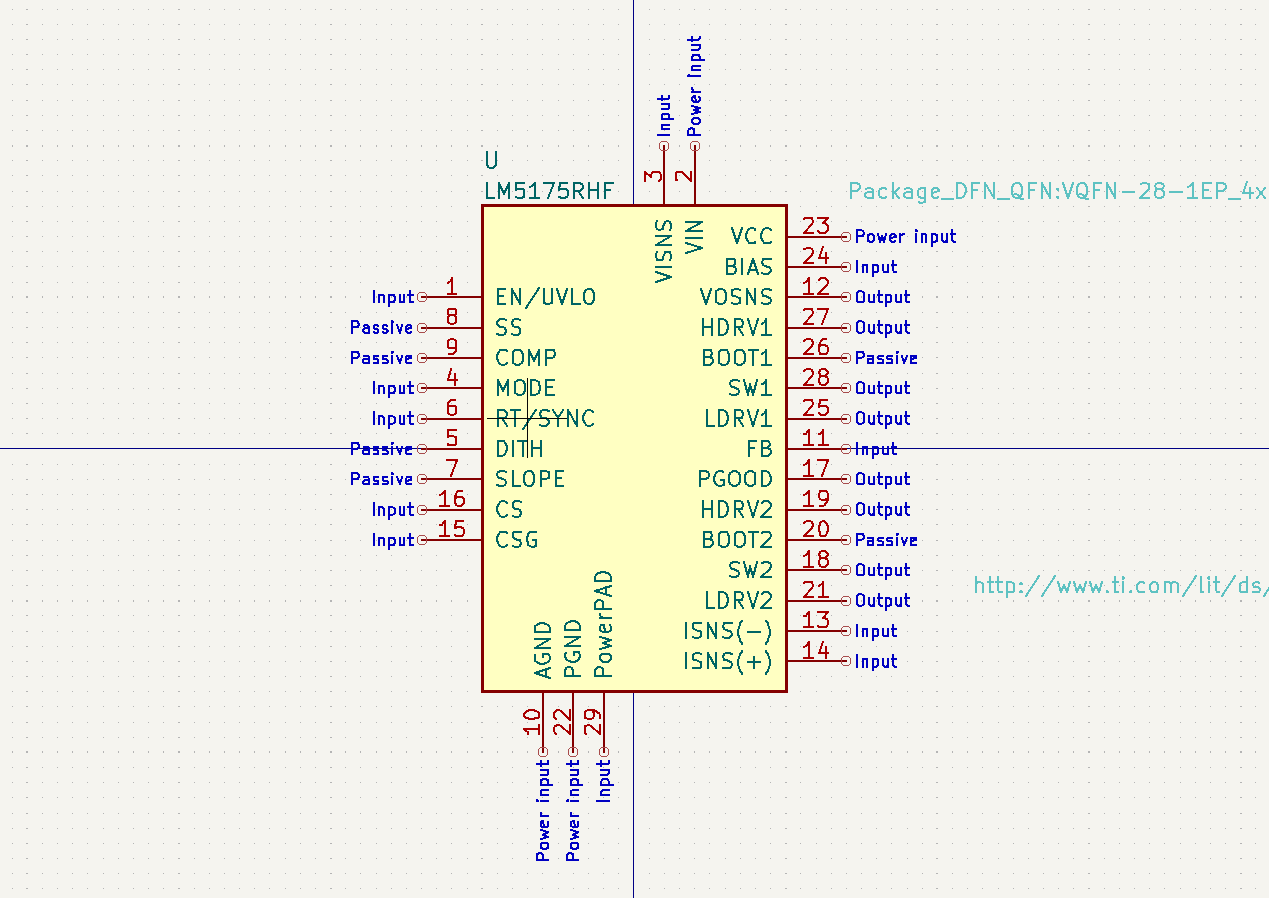 Input
Power input
3
2
U
LM5175RHF
Package_DFN_QFN:VQFN-28-1EP_4x
VISNS
VIN
VCC 23 Power input
BIAS 24 Input
Input 1 EN/UVLO VOSNS 12 Output
Passive 8 SS HDRV1 27 Output
Passive 9 COMP BOOT1 26 Passive
Input 4 MODE SW1 28 Output
Input 6 RT/SYNC LDRV1 25 Output
Passive 5 DITH FB 11 Input
Passive 7 SLOPE PGOOD 17 Output
Input 16 CS HDRV2 19 Output
Input 15 CSG BOOT2 20 Passive
SW2 18 Output
http://www.ti.com/lit/ds/
LDRV2 21 Output
ISNS(-) 13 Input
ISNS(+) 14 Input
AGND
PGND
PowerPAD
10
22
29
Power input
Power input
Input